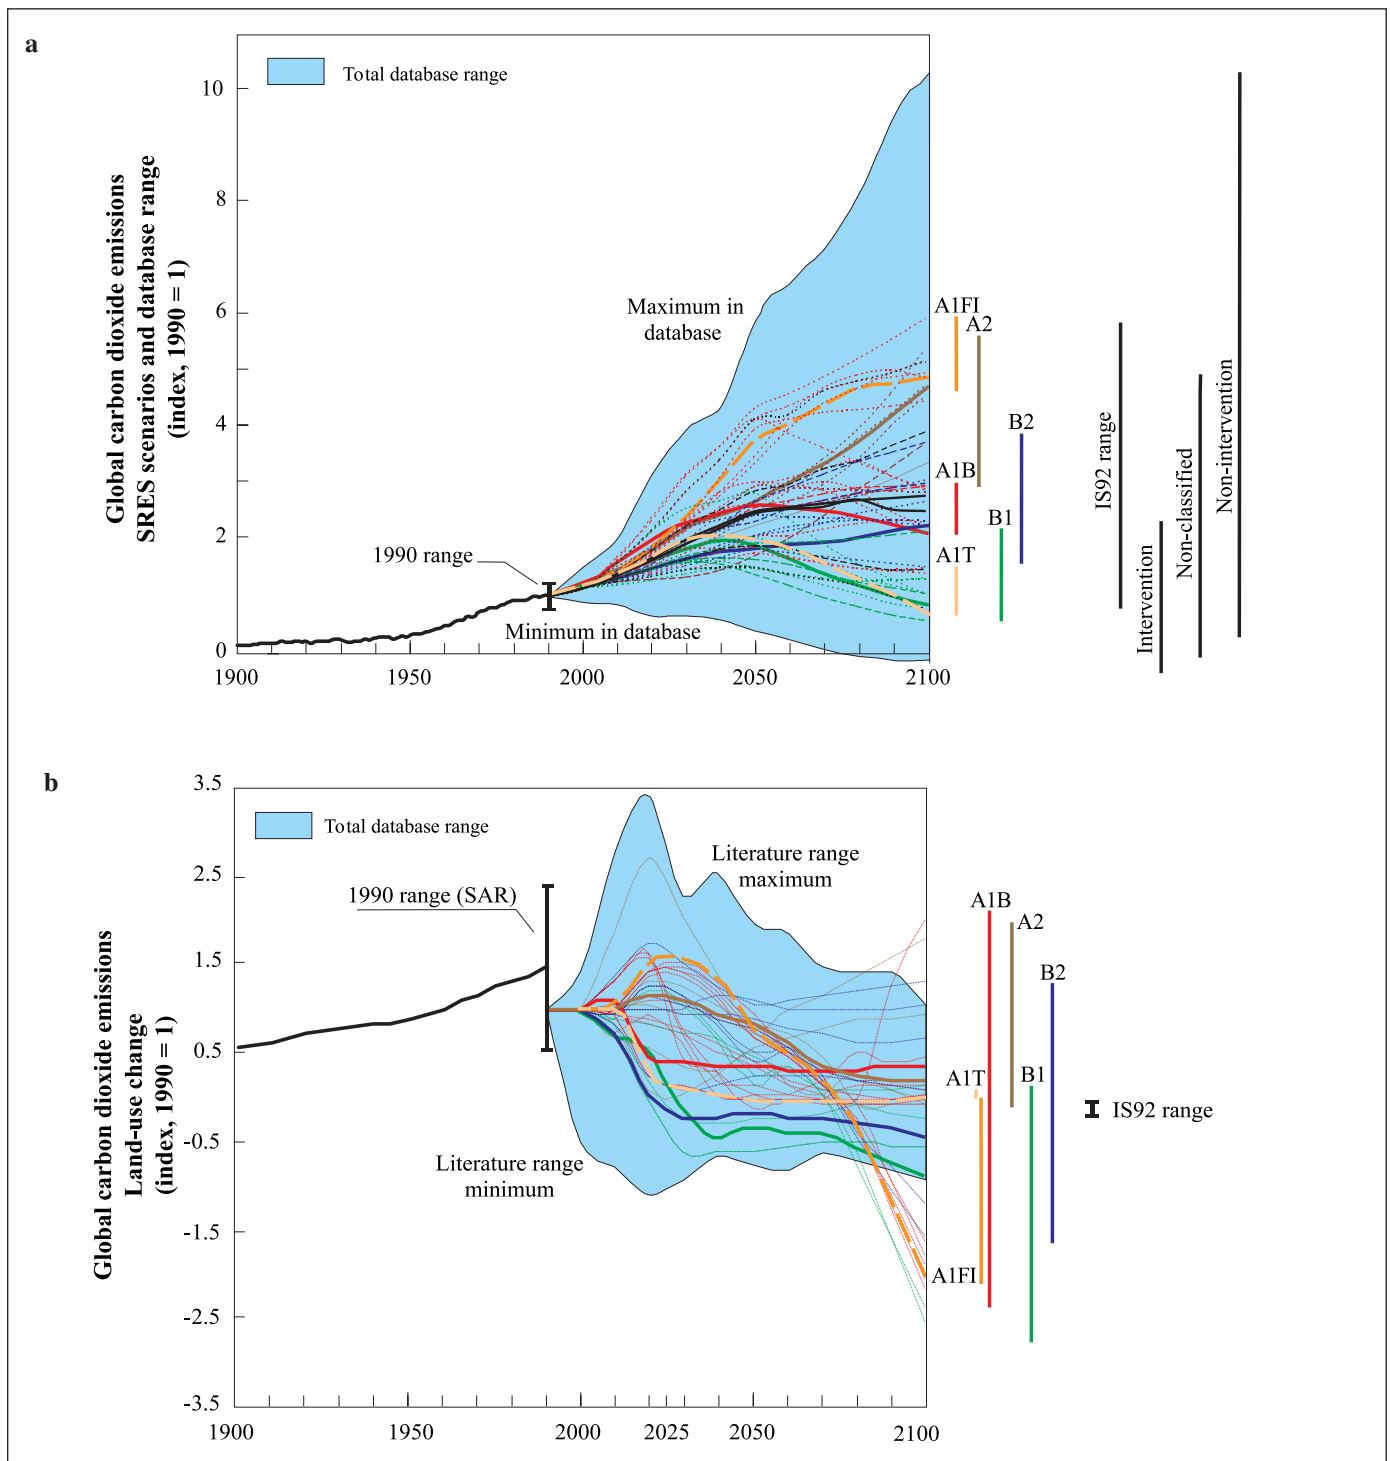 a
Total database range
Global carbon dioxide emissions
SRES scenarios and database range
(index, 1990 = 1)
10
8
6
4
2
0
Maximum in
database
1990 range
Minimum in database
1900
1950
2000
2050
2100
A1FI
A2
B2
A1B
B1
A1T
IS92 range
Intervention
Non-classified
Non-intervention
b
Total database range
Global carbon dioxide emissions
Land-use change
(index, 1990 = 1)
3.5
2.5
1.5
0.5
-0.5
-1.5
-2.5
-3.5
1990 range (SAR)
Literature range
maximum
Literature range
minimum
1900
1950
2000
2025
2050
2100
A1B
A2
B2
A1T
B1
IS92 range
A1FI